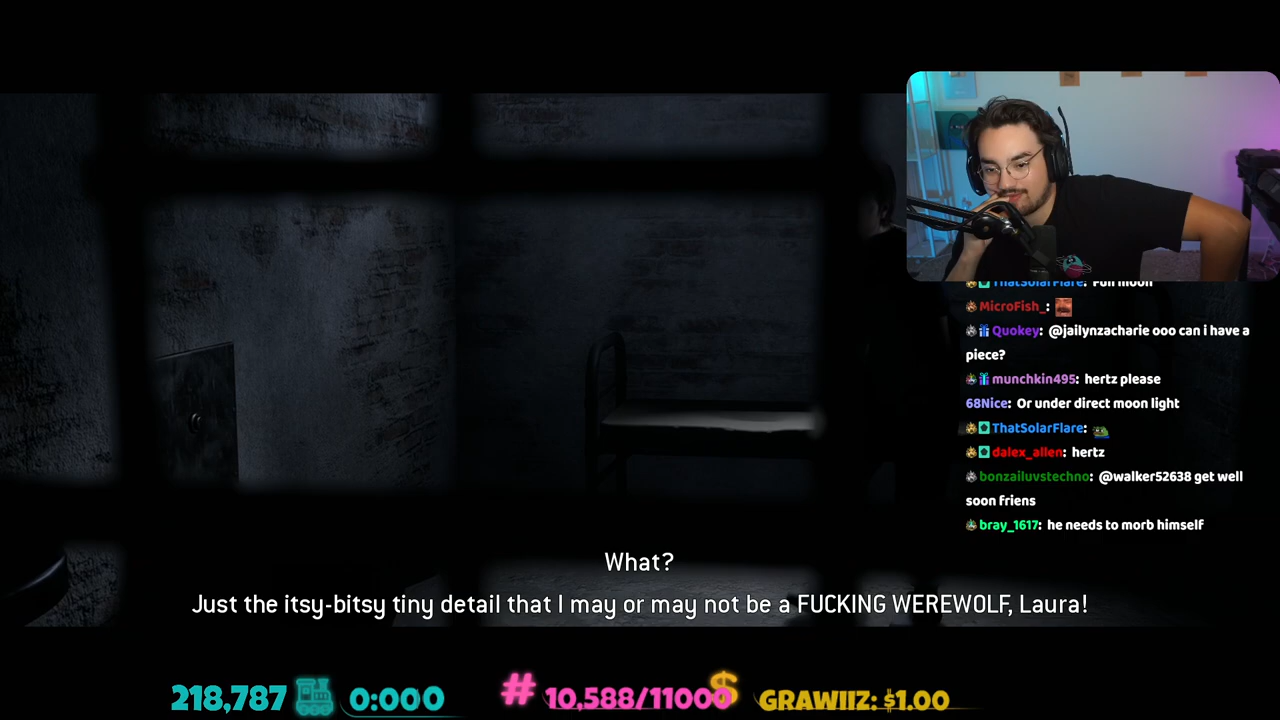 ThatSolarFlare: Full moon
MicroFish_:
Quokey: @jailynzacharie ooo can i have a
piece?
munchkin495: hertz please
68Nice: Or under direct moon light
ThatSolarFlare:
dalex_allen: hertz
bonzailuvstechno: @walker52638 get well
soon friens
bray_1617: he needs to morb himself
What?
Just the itsy-bitsy tiny detail that I may or may not be a FUCKING WEREWOLF, Laura!
218,787 0:000 # 10,588/11000 $ GRAWIIZ: $1.00